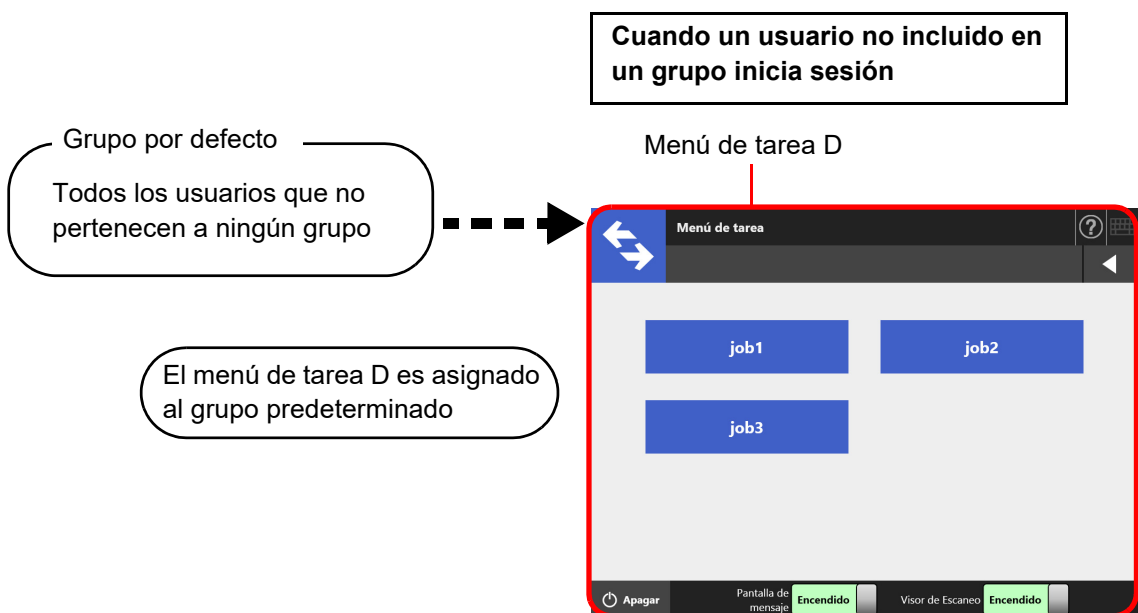 Cuando un usuario no incluido en
un grupo inicia sesión
Grupo por defecto
Todos los usuarios que no
pertenecen a ningún grupo
Menú de tarea D
Menú de tarea
?
job1
job2
job3
El menú de tarea D es asignado
al grupo predeterminado
Apagar
Pantalla de
mensaje
Encendido
Visor de Escaneo
Encendido